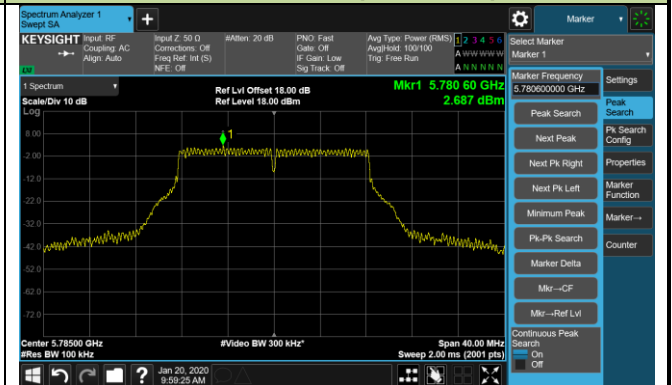 Spectrum Analyzer 1
Swept SA
Marker
KEYSIGHT
Input: RF
Coupling: AC
Align: Auto
Input Z: 50 Ω
Corrections: Off
Freq Ref: Int (S)
NFE: Off
#Atten: 20 dB
PNO: Fast
Gate: Off
IF Gain: Low
Sig Track: Off
Avg Type: Power (RMS)
Avg|Hold: 100/100
Trig: Free Run
1 2 3 4 5 6
A W W W W W
A N N N N N
Select Marker
Marker 1
1 Spectrum
Scale/Div 10 dB
Log
Ref Lvl Offset 18.00 dB
Ref Level 18.00 dBm
Mkr1 5.780 60 GHz
2.687 dBm
8.00
-2.00
-12.0
-22.0
-32.0
-42.0
-52.0
-62.0
-72.0
1
Center 5.78500 GHz
#Res BW 100 kHz
#Video BW 300 kHz*
Span 40.00 MHz
Sweep 2.00 ms (2001 pts)
Marker Frequency
5.780600000 GHz
Peak Search
Next Peak
Next Pk Right
Next Pk Left
Minimum Peak
Pk-Pk Search
Marker Delta
Mkr→CF
Mkr→Ref Lvl
Continuous Peak
Search
On
Off
Settings
Peak
Search
Pk Search
Config
Properties
Marker
Function
Marker→
Counter
?
Jan 20, 2020
9:59:25 AM